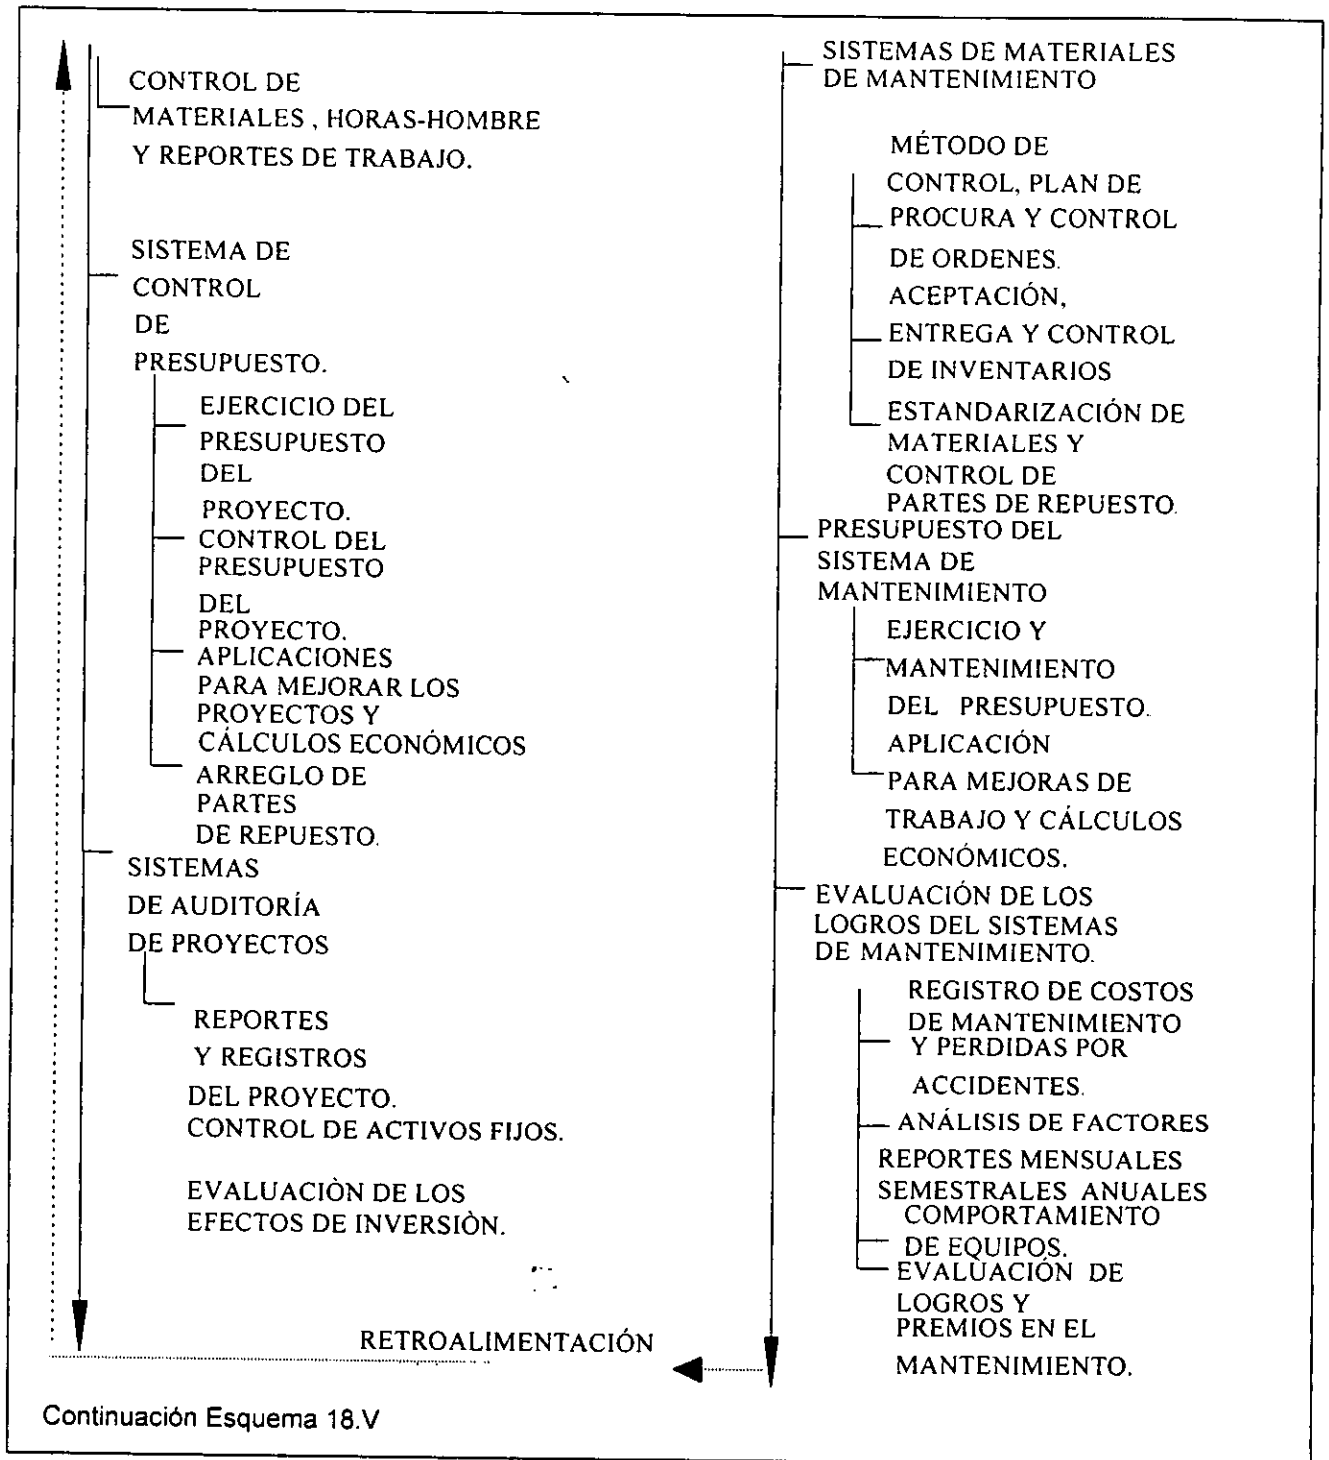 CONTROL DE
MATERIALES , HORAS-HOMBRE
Y REPORTES DE TRABAJO.
SISTEMA DE
CONTROL
DE
PRESUPUESTO.
EJERCICIO DEL
PRESUPUESTO
DEL
PROYECTO.
CONTROL DEL
PRESUPUESTO
DEL
PROYECTO.
APLICACIONES
PARA MEJORAR LOS
PROYECTOS Y
CÁLCULOS ECONÓMICOS
ARREGLO DE
PARTES
DE REPUESTO.
SISTEMAS
DE AUDITORÍA
DE PROYECTOS
REPORTES
Y REGISTROS
DEL PROYECTO.
CONTROL DE ACTIVOS FIJOS.
EVALUACIÒN DE LOS
EFECTOS DE INVERSIÒN.
SISTEMAS DE MATERIALES
DE MANTENIMIENTO
MÉTODO DE
CONTROL, PLAN DE
PROCURA Y CONTROL
DE ORDENES.
ACEPTACIÓN,
ENTREGA Y CONTROL
DE INVENTARIOS
ESTANDARIZACIÓN DE
MATERIALES Y
CONTROL DE
PARTES DE REPUESTO.
PRESUPUESTO DEL
SISTEMA DE
MANTENIMIENTO
EJERCICIO Y
MANTENIMIENTO
DEL PRESUPUESTO.
APLICACIÓN
PARA MEJORAS DE
TRABAJO Y CÁLCULOS
ECONÓMICOS.
EVALUACIÓN DE LOS
LOGROS DEL SISTEMAS
DE MANTENIMIENTO.
REGISTRO DE COSTOS
DE MANTENIMIENTO
Y PERDIDAS POR
ACCIDENTES.
ANÁLISIS DE FACTORES
REPORTES MENSUALES
SEMESTRALES ANUALES
COMPORTAMIENTO
DE EQUIPOS.
EVALUACIÓN DE
LOGROS Y
PREMIOS EN EL
MANTENIMIENTO.
RETROALIMENTACIÓN
Continuación Esquema 18.V